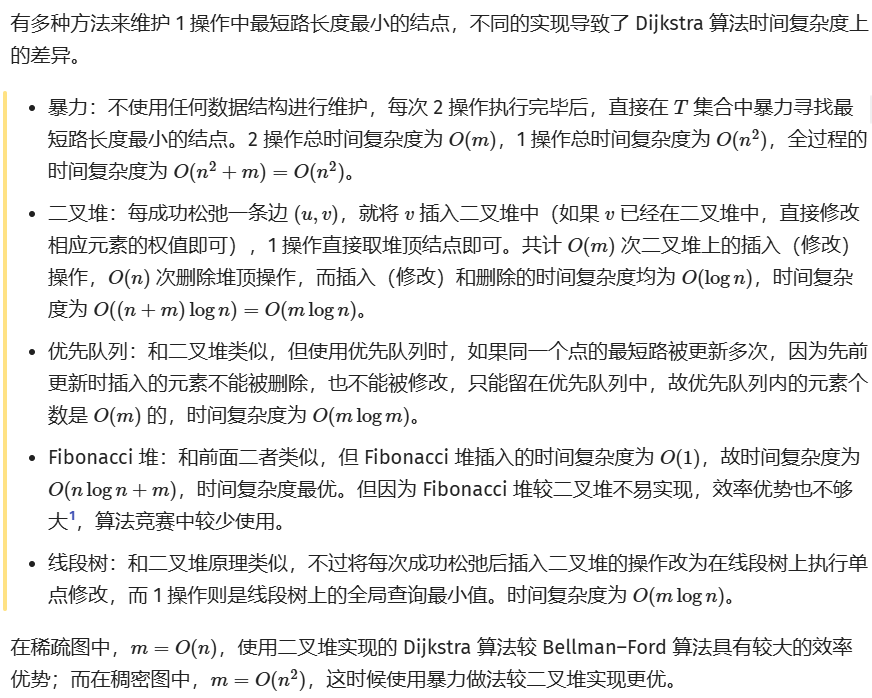 有多种方法来维护 1 操作中最短路长度最小的结点，不同的实现导致了 Dijkstra 算法时间复杂度上
的差异。
• 暴力：不使用任何数据结构进行维护，每次 2 操作执行完毕后，直接在 T 集合中暴力寻找最
短路长度最小的结点。2 操作总时间复杂度为 O(m)，1 操作总时间复杂度为 O(n²)，全过程的
时间复杂度为 O(n² + m) = O(n²)。
• 二叉堆：每成功松弛一条边 (u, v)，就将 v 插入二叉堆中（如果 v 已经在二叉堆中，直接修改
相应元素的权值即可），1 操作直接取堆顶结点即可。共计 O(m) 次二叉堆上的插入（修改）
操作，O(n) 次删除堆顶操作，而插入（修改）和删除的时间复杂度均为 O(log n)，时间复杂
度为 O((n + m) log n) = O(m log n)。
• 优先队列：和二叉堆类似，但使用优先队列时，如果同一个点的最短路被更新多次，因为先前
更新时插入的元素不能被删除，也不能被修改，只能留在优先队列中，故优先队列内的元素个
数是 O(m) 的，时间复杂度为 O(m log m)。
• Fibonacci 堆：和前面二者类似，但 Fibonacci 堆插入的时间复杂度为 O(1)，故时间复杂度为
O(n log n + m)，时间复杂度最优。但因为 Fibonacci 堆较二叉堆不易实现，效率优势也不够
大¹，算法竞赛中较少使用。
• 线段树：和二叉堆原理类似，不过将每次成功松弛后插入二叉堆的操作改为在线段树上执行单
点修改，而 1 操作则是线段树上的全局查询最小值。时间复杂度为 O(m log n)。
在稀疏图中，m = O(n)，使用二叉堆实现的 Dijkstra 算法较 Bellman–Ford 算法具有较大的效率
优势；而在稠密图中，m = O(n²)，这时候使用暴力做法较二叉堆实现更优。